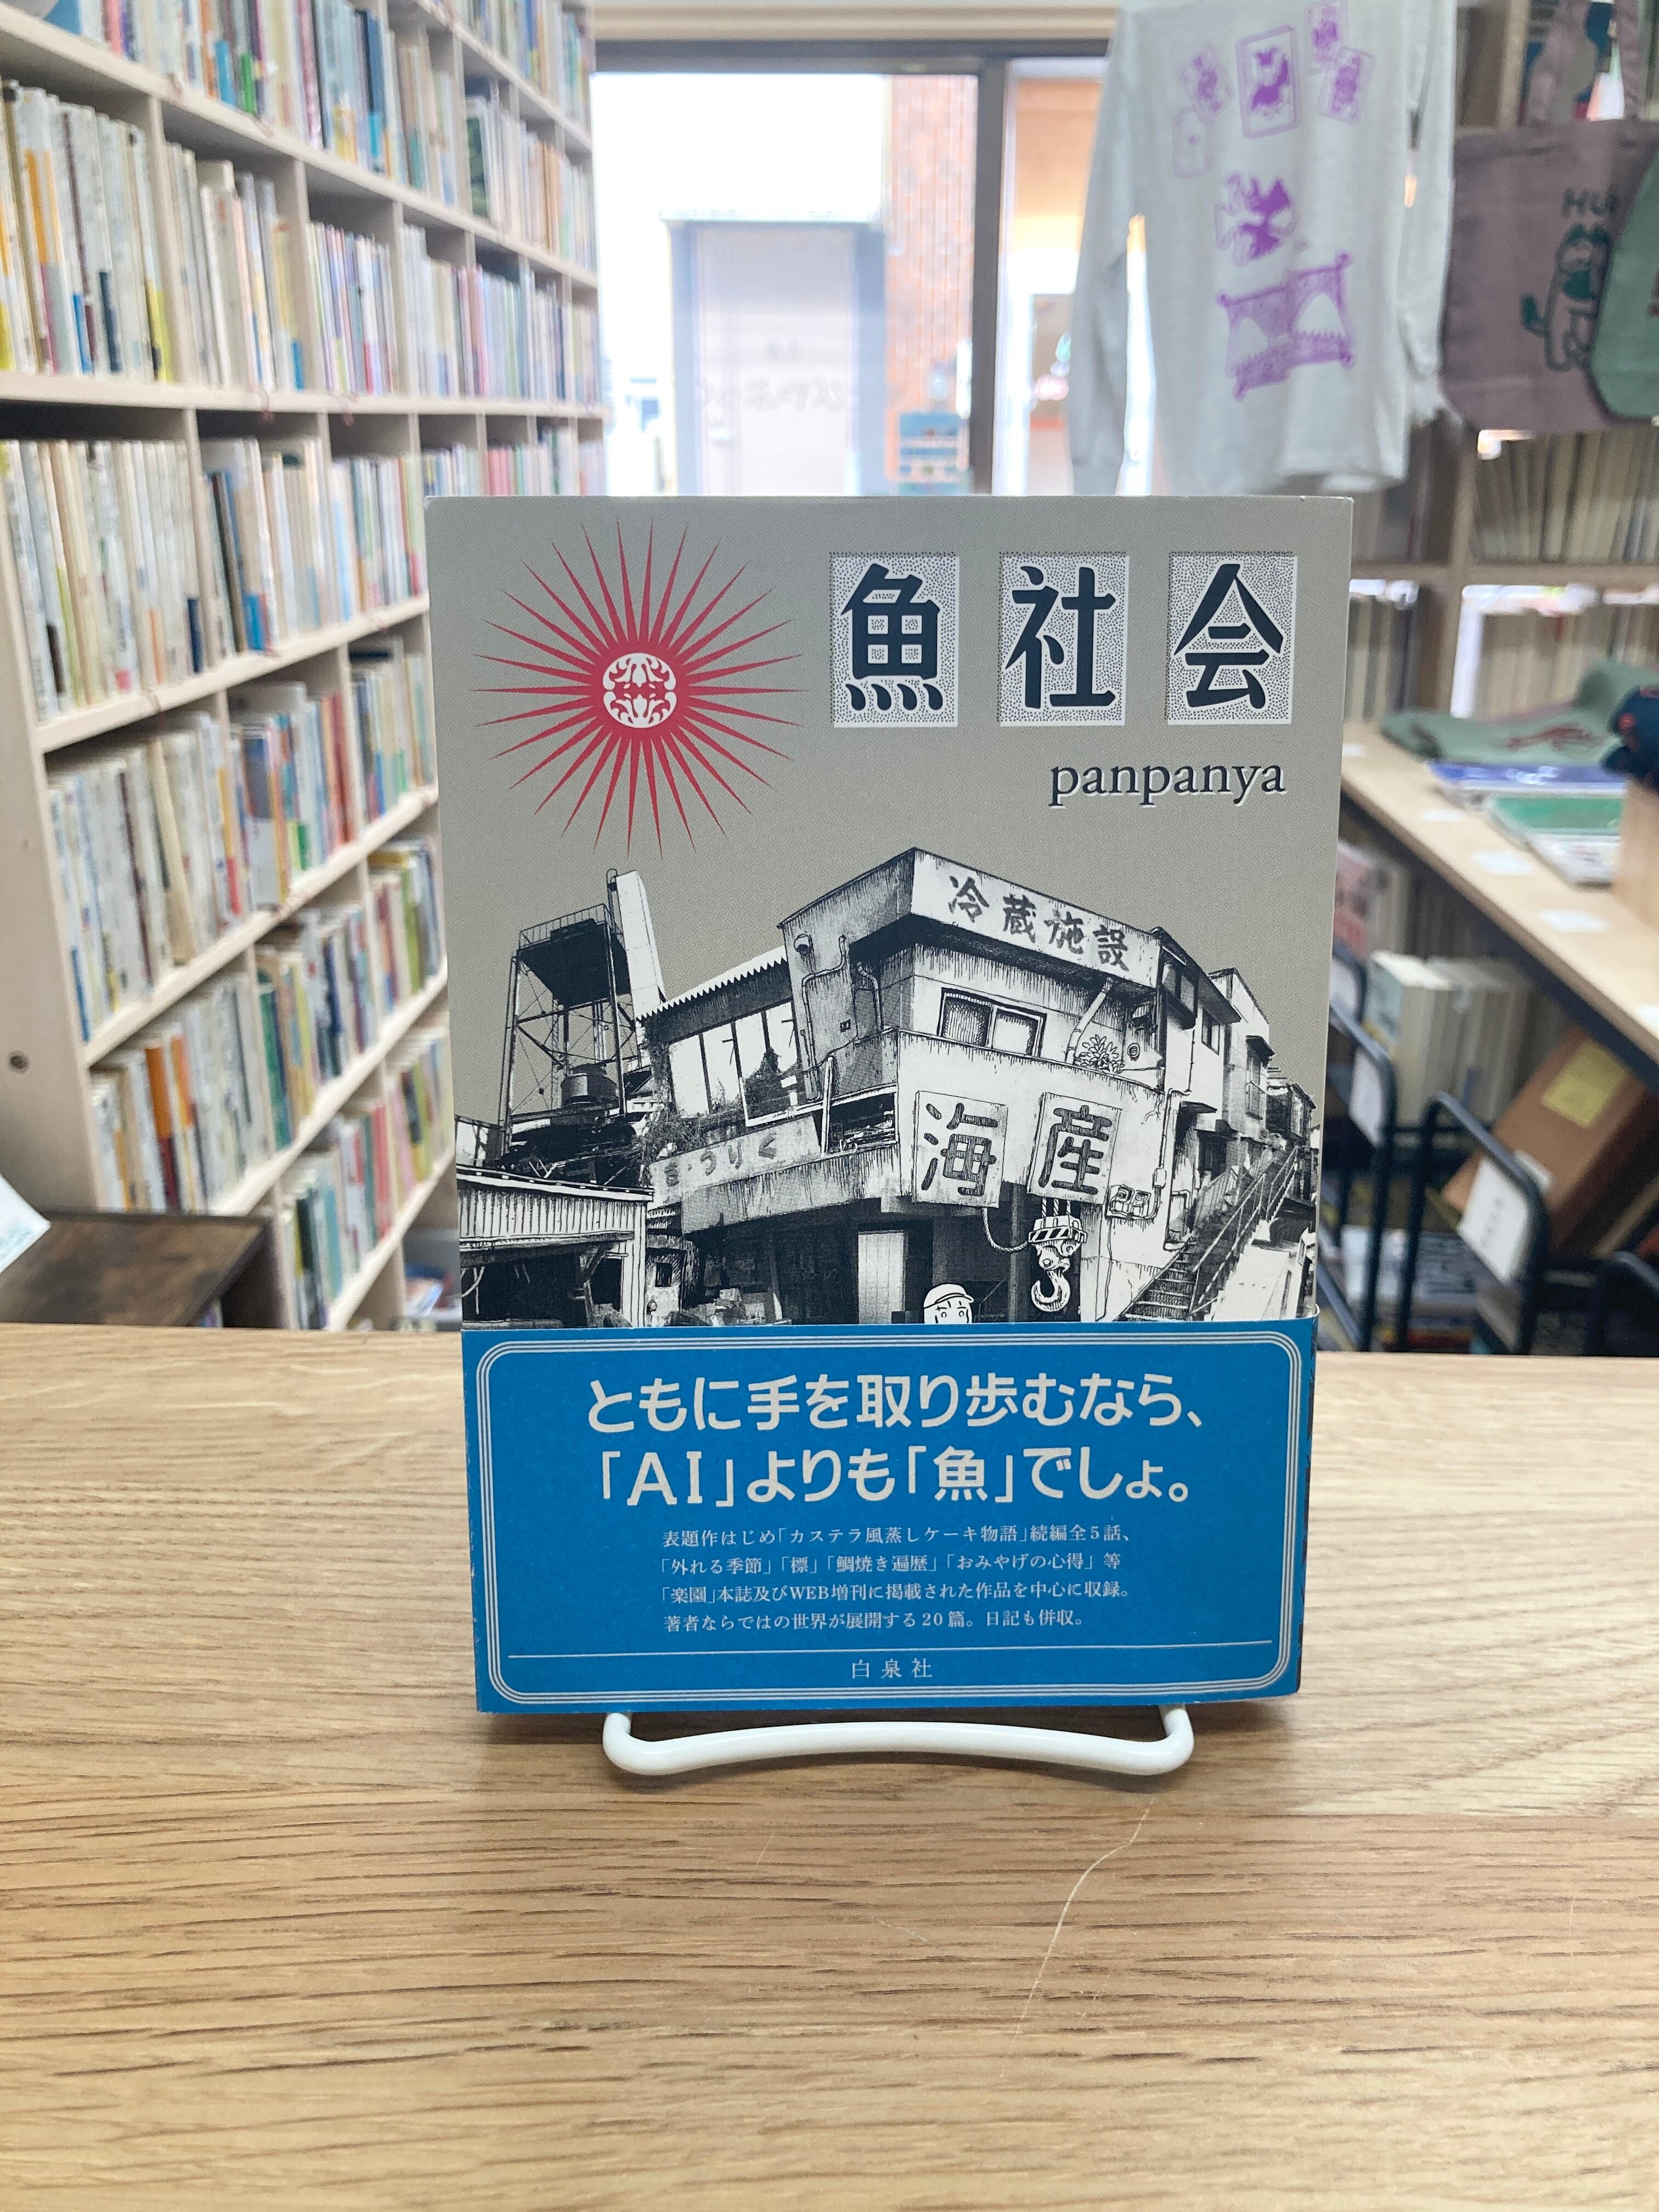 魚社会
panpanya
冷蔵施設
海産
ともに手を取り歩むなら、
「AI」よりも「魚」でしょ。
表題作はじめ「カステラ風蒸しケーキ物語」続編全5話、
「外れる季節」「標」「鯛焼き遍歴」「おみやげの心得」等
「楽園」本誌及びWEB増刊に掲載された作品を中心に収録。
著者ならではの世界が展開する20篇。日記も併収。
白泉社